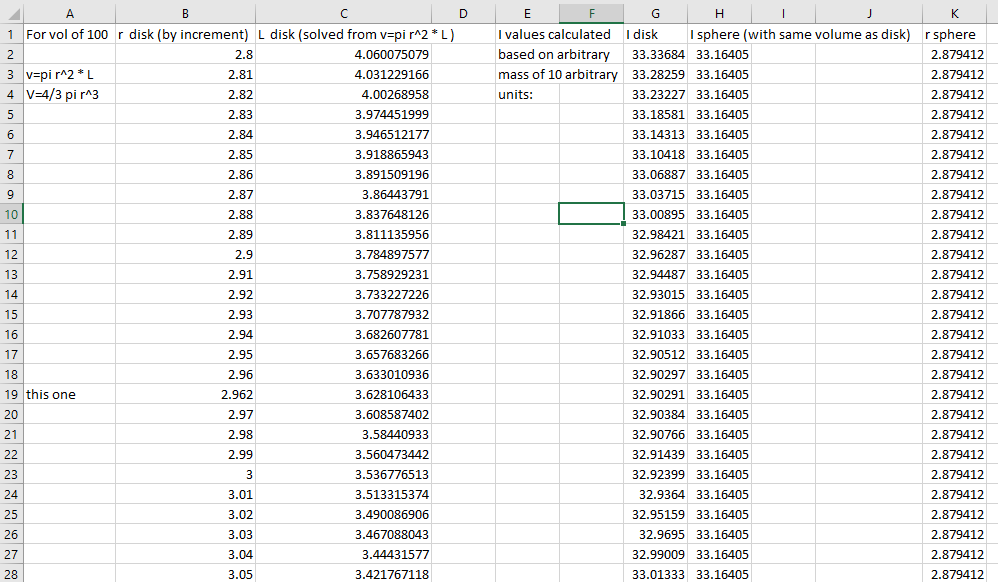 A B C D E F G H I J K
1 For vol of 100 r disk (by increment) L disk (solved from v=pi r^2 * L ) I values calculated I disk I sphere (with same volume as disk) r sphere
2 2.8 4.060075079 based on arbitrary 33.33684 33.16405 2.879412
3 v=pi r^2 * L 2.81 4.031229166 mass of 10 arbitrary 33.28259 33.16405 2.879412
4 V=4/3 pi r^3 2.82 4.00268958 units: 33.23227 33.16405 2.879412
5 2.83 3.974451999 33.18581 33.16405 2.879412
6 2.84 3.946512177 33.14313 33.16405 2.879412
7 2.85 3.918865943 33.10418 33.16405 2.879412
8 2.86 3.891509196 33.06887 33.16405 2.879412
9 2.87 3.86443791 33.03715 33.16405 2.879412
10 2.88 3.837648126 33.00895 33.16405 2.879412
11 2.89 3.811135956 32.98421 33.16405 2.879412
12 2.9 3.784897577 32.96287 33.16405 2.879412
13 2.91 3.758929231 32.94487 33.16405 2.879412
14 2.92 3.733227226 32.93015 33.16405 2.879412
15 2.93 3.707787932 32.91866 33.16405 2.879412
16 2.94 3.682607781 32.91033 33.16405 2.879412
17 2.95 3.657683266 32.90512 33.16405 2.879412
18 2.96 3.633010936 32.90297 33.16405 2.879412
19 this one 2.962 3.628106433 32.90291 33.16405 2.879412
20 2.97 3.608587402 32.90384 33.16405 2.879412
21 2.98 3.58440933 32.90766 33.16405 2.879412
22 2.99 3.560473442 32.91439 33.16405 2.879412
23 3 3.536776513 32.92399 33.16405 2.879412
24 3.01 3.513315374 32.9364 33.16405 2.879412
25 3.02 3.490086906 32.95159 33.16405 2.879412
26 3.03 3.467088043 32.9695 33.16405 2.879412
27 3.04 3.44431577 32.99009 33.16405 2.879412
28 3.05 3.421767118 33.01333 33.16405 2.879412